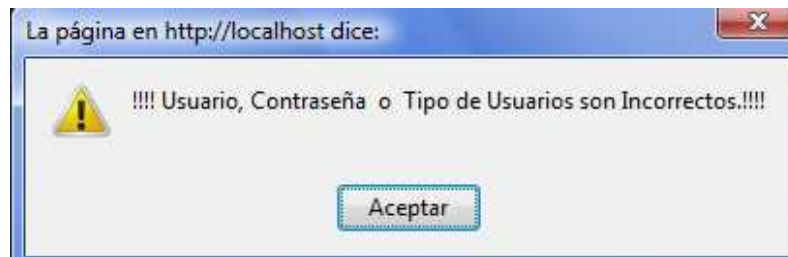 La página en http://localhost dice:
!!!! Usuario, Contraseña o Tipo de Usuarios son Incorrectos.!!!!
Aceptar